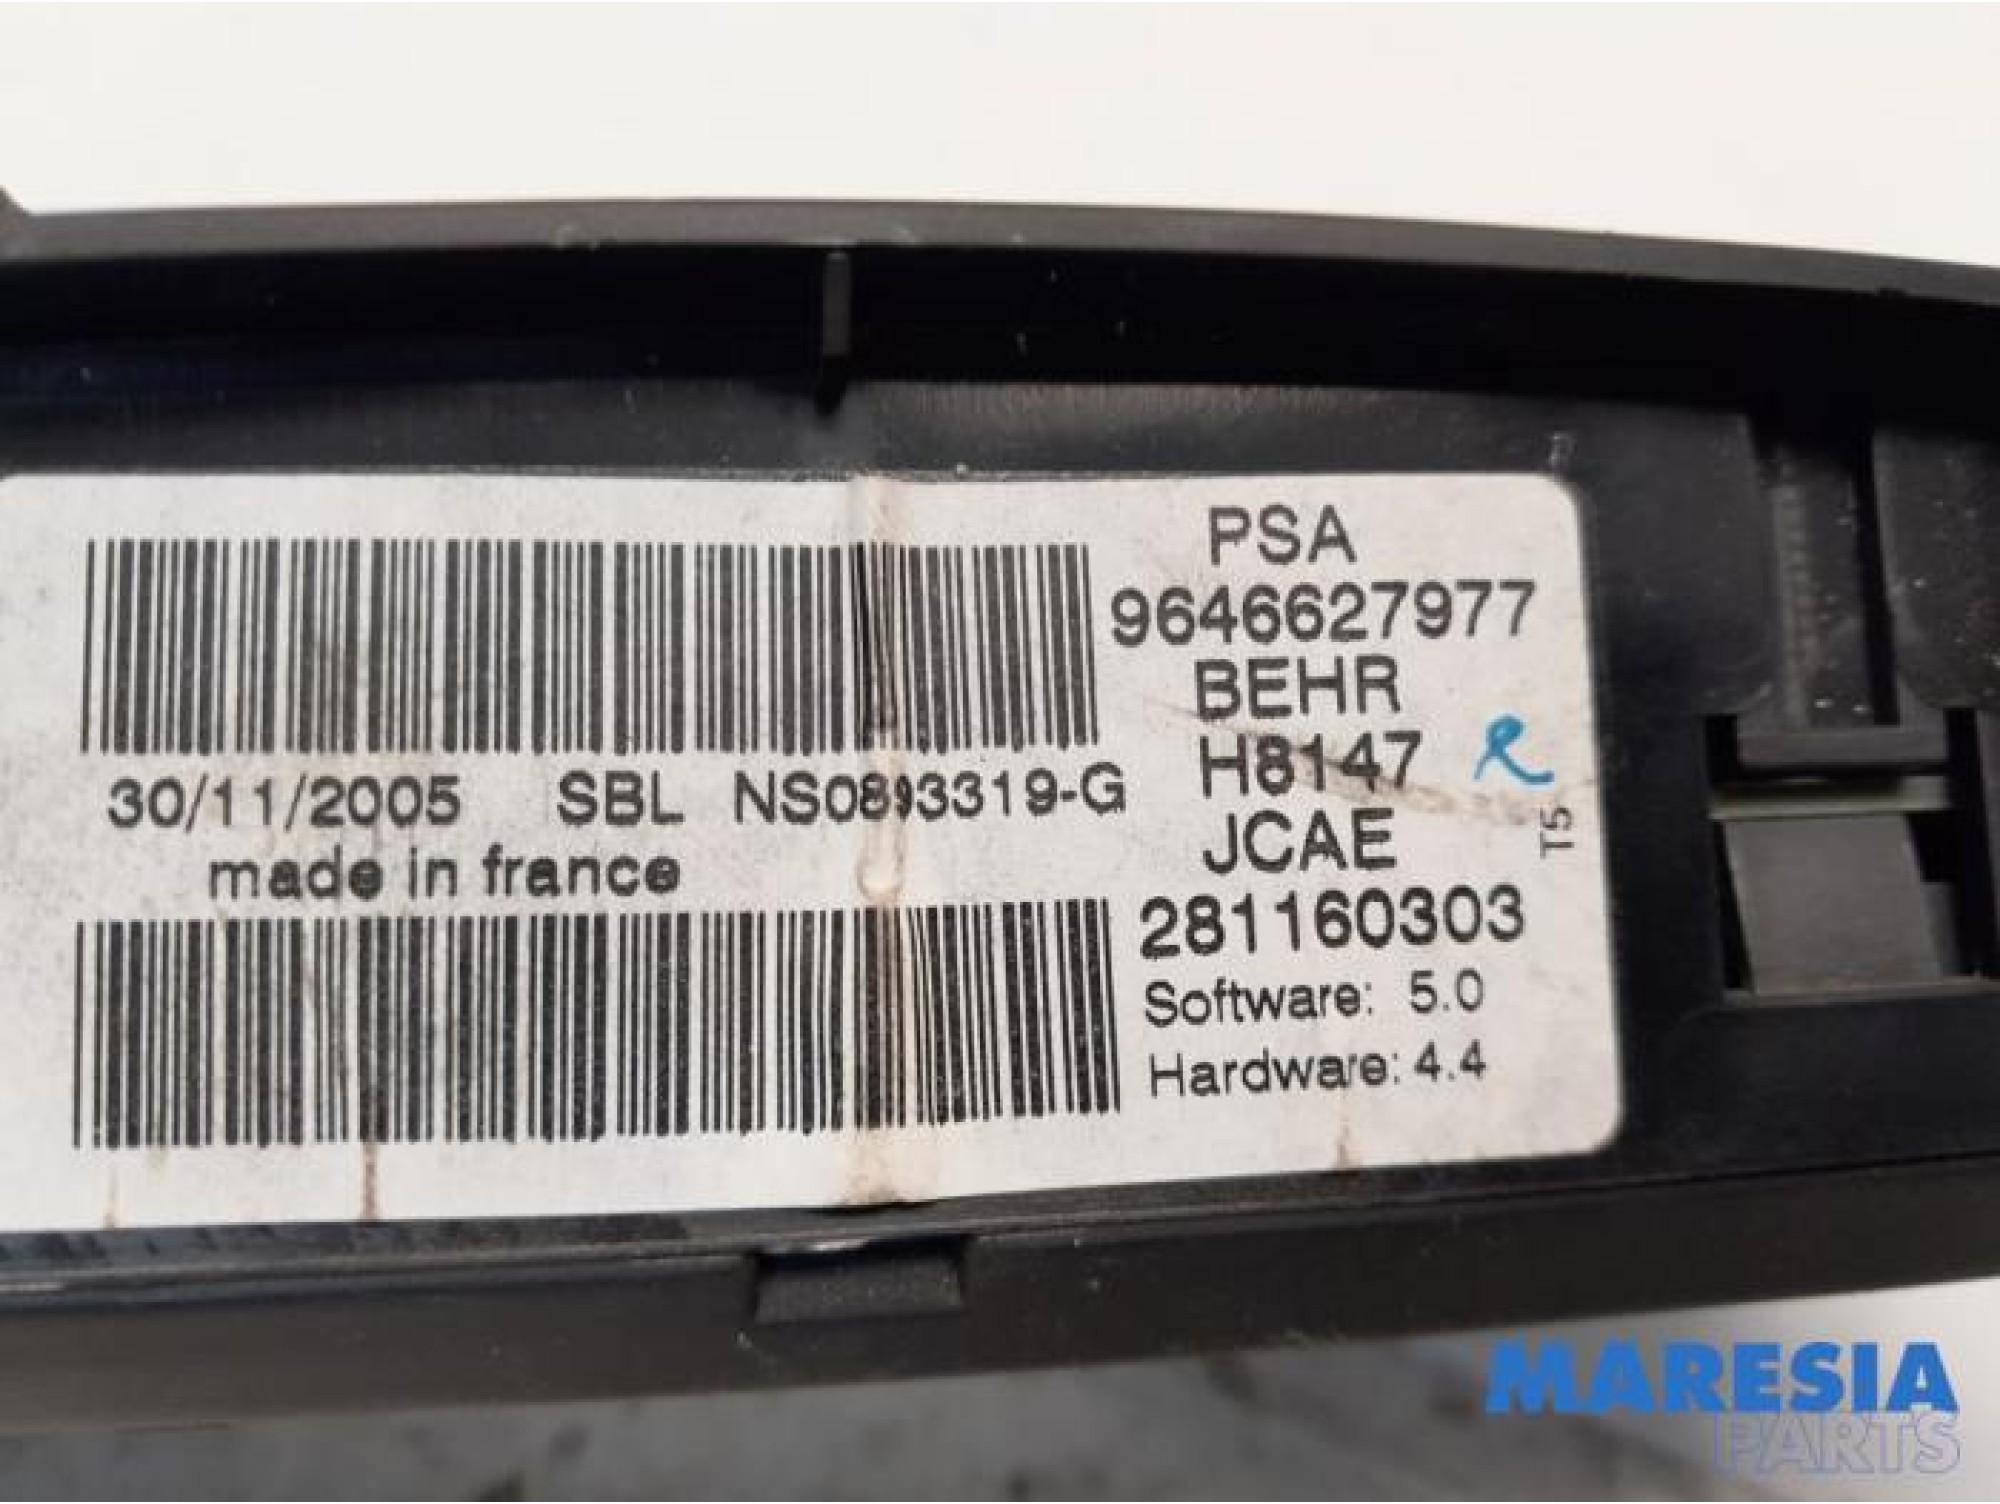 PSA
9646627977
BEHR
H8147
JCAE
281160303
Software: 5.0
Hardware: 4.4
T5
30/11/2005 SBL
made in france
MARESIA
PARTS